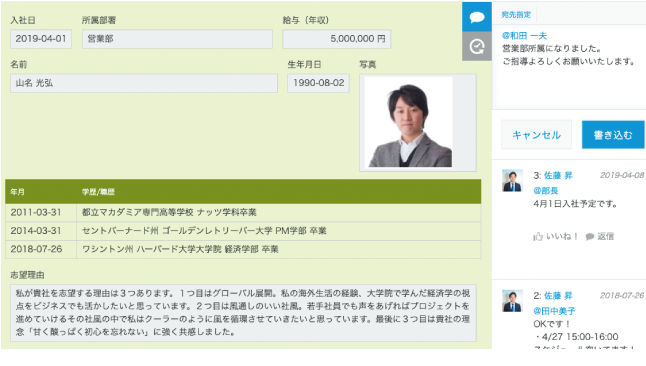 入社日 所属部署 給与（年収）
2019-04-01 営業部 5,000,000 円
名前 生年月日 写真
山名 光弘 1990-08-02
年月 学歴/職歴
2011-03-31 都立マカダミア専門高等学校 ナッツ学科卒業
2014-03-31 セントバーナード州 ゴールデンレトリーバー大学 PM学部 卒業
2018-07-26 ワシントン州 ハーバード大学大学院 経済学部 卒業
志望理由
私が貴社を志望する理由は３つあります。１つ目はグローバル展開。私の海外生活の経験、大学院で学んだ経済学の視
点をビジネスでも活かしたいと思っています。２つ目は風通しのいい社風。若手社員でも声をあげればプロジェクトを
進めていけるその社風の中で私はクーラーのように風を循環させていきたいと思っています。最後に３つ目は貴社の理
念「甘く酸っぱく初心を忘れない」に強く共感しました。
宛先指定
@和田 一夫
営業部所属になりました。
ご指導よろしくお願いいたします。
キャンセル 書き込む
3: 佐藤 昇 2019-04-08
@部長
4月1日入社予定です。
いいね！ 返信
2: 佐藤 昇 2018-07-26
@田中美子
OKです！
・4/27 15:00-16:00